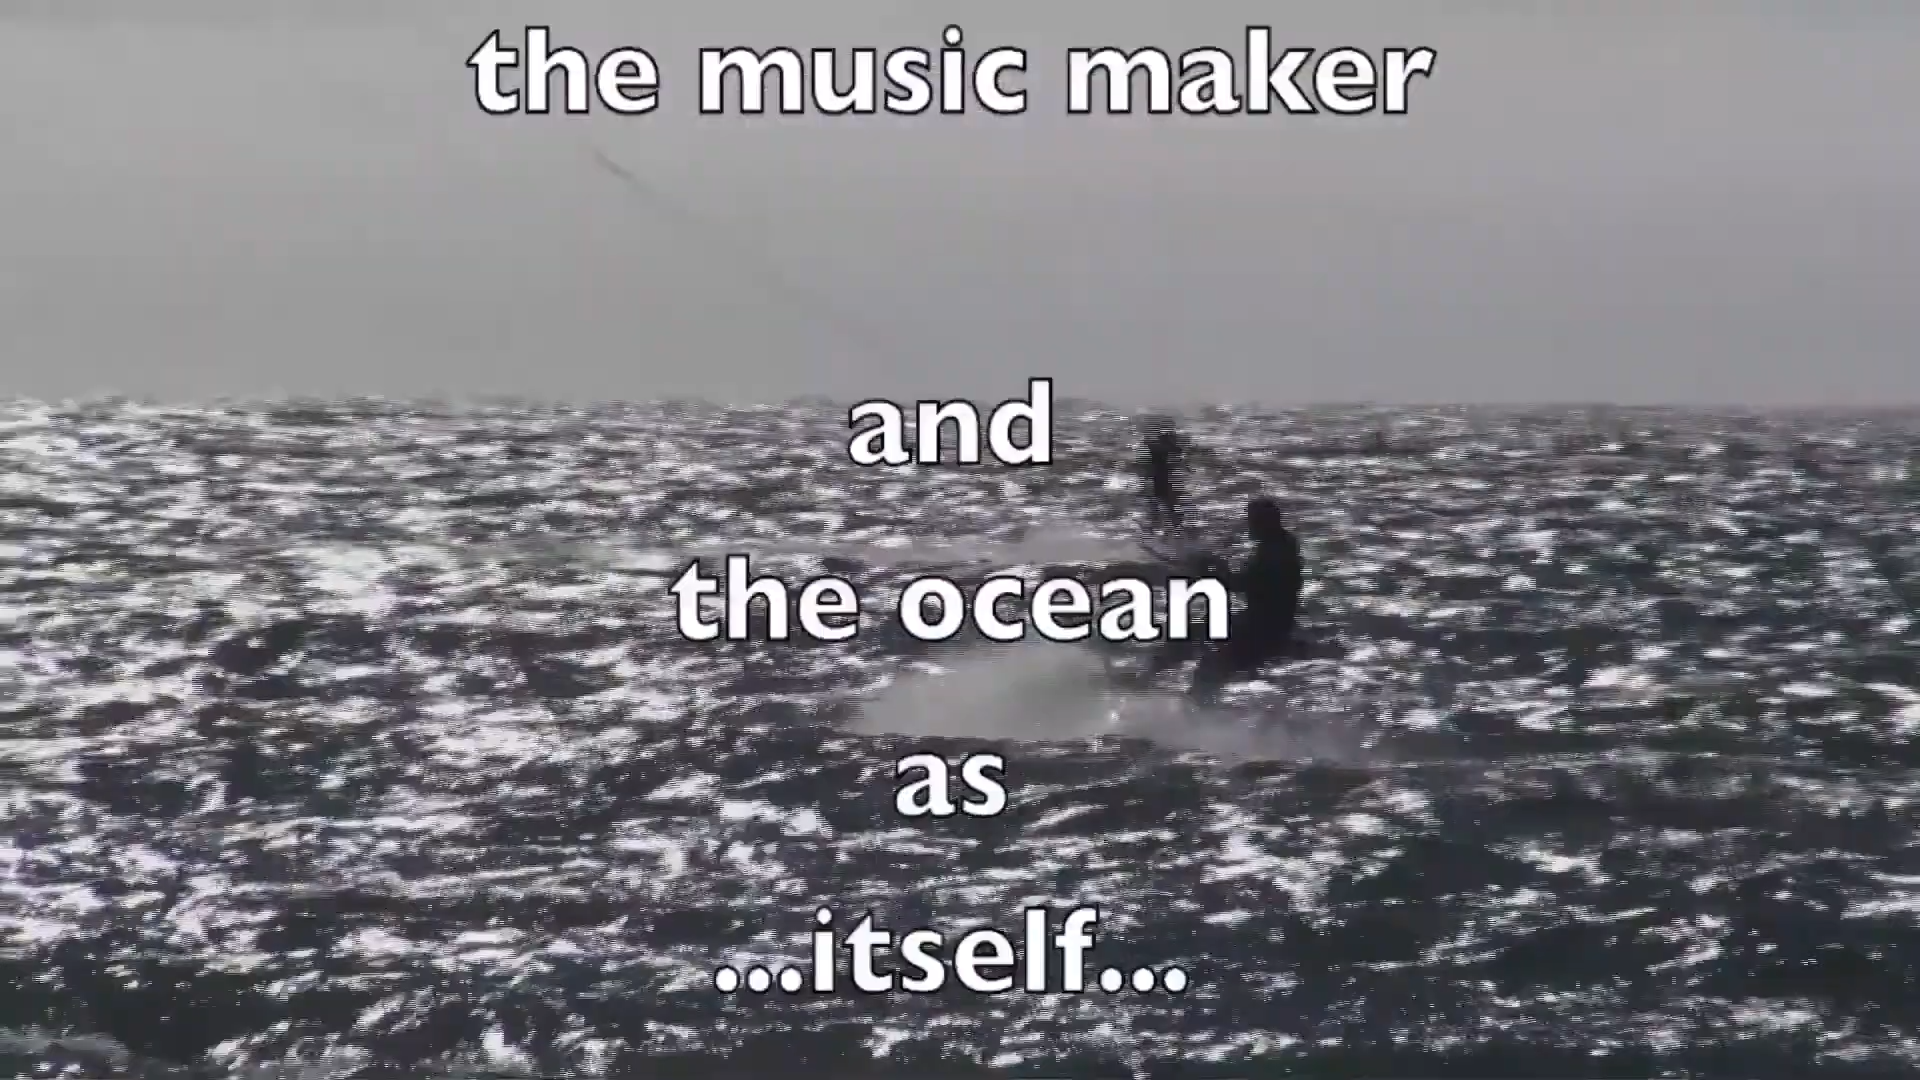 the music maker
and
the ocean
as
...itself...